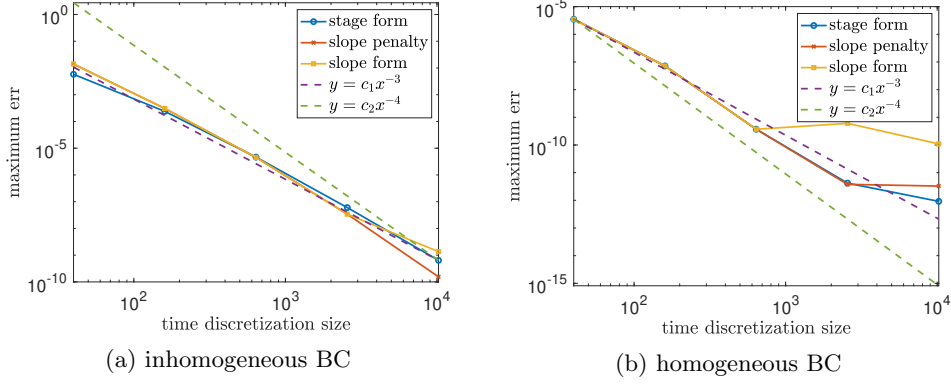 10^0
10^-5
10^-10
maximum err
10^2
10^3
10^4
time discretization size
stage form
slope penalty
slope form
y = c_1x^-3
y = c_2x^-4
(a) inhomogeneous BC
10^-5
10^-10
10^-15
maximum err
10^2
10^3
10^4
time discretization size
stage form
slope penalty
slope form
y = c_1x^-3
y = c_2x^-4
(b) homogeneous BC